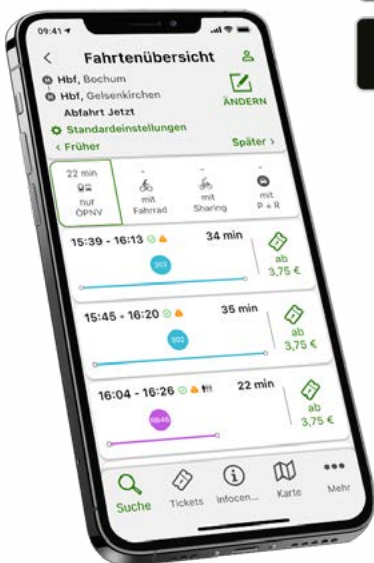 09:41
Fahrtenübersicht
Hbf, Bochum
Hbf, Gelsenkirchen
ÄNDERN
Abfahrt Jetzt
Standardeinstellungen
< Früher
Später >
22 min
nur
ÖPNV
-
mit
Fahrrad
-
mit
Sharing
-
mit
P + R
15:39 - 16:13
34 min
302
ab
3,75 €
15:45 - 16:20
35 min
302
ab
3,75 €
16:04 - 16:26
22 min
RB46
ab
3,75 €
Suche
Tickets
Infocen...
Karte
Mehr